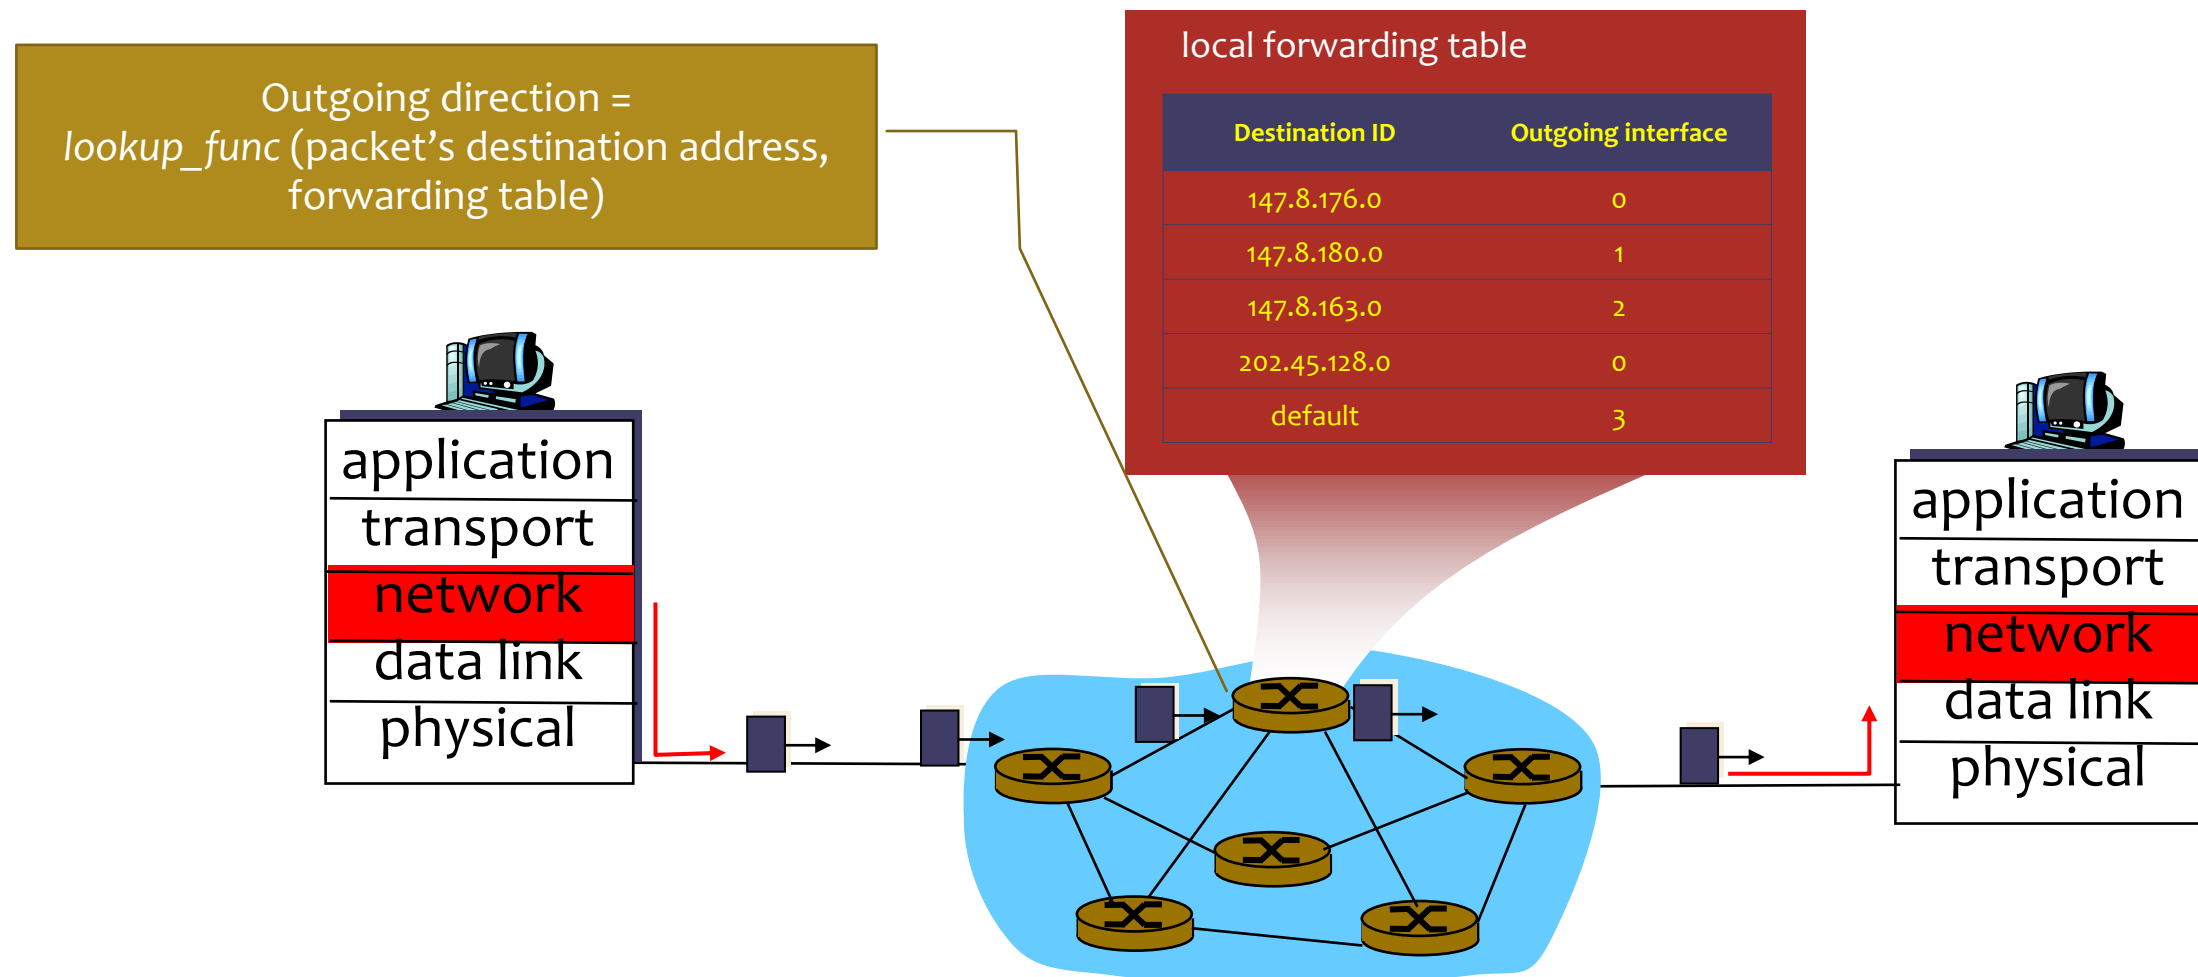 Outgoing direction =
lookup_func (packet’s destination address,
forwarding table)
local forwarding table
Destination ID Outgoing interface
147.8.176.0 0
147.8.180.0 1
147.8.163.0 2
202.45.128.0 0
default 3
application
transport
network
data link
physical
application
transport
network
data link
physical